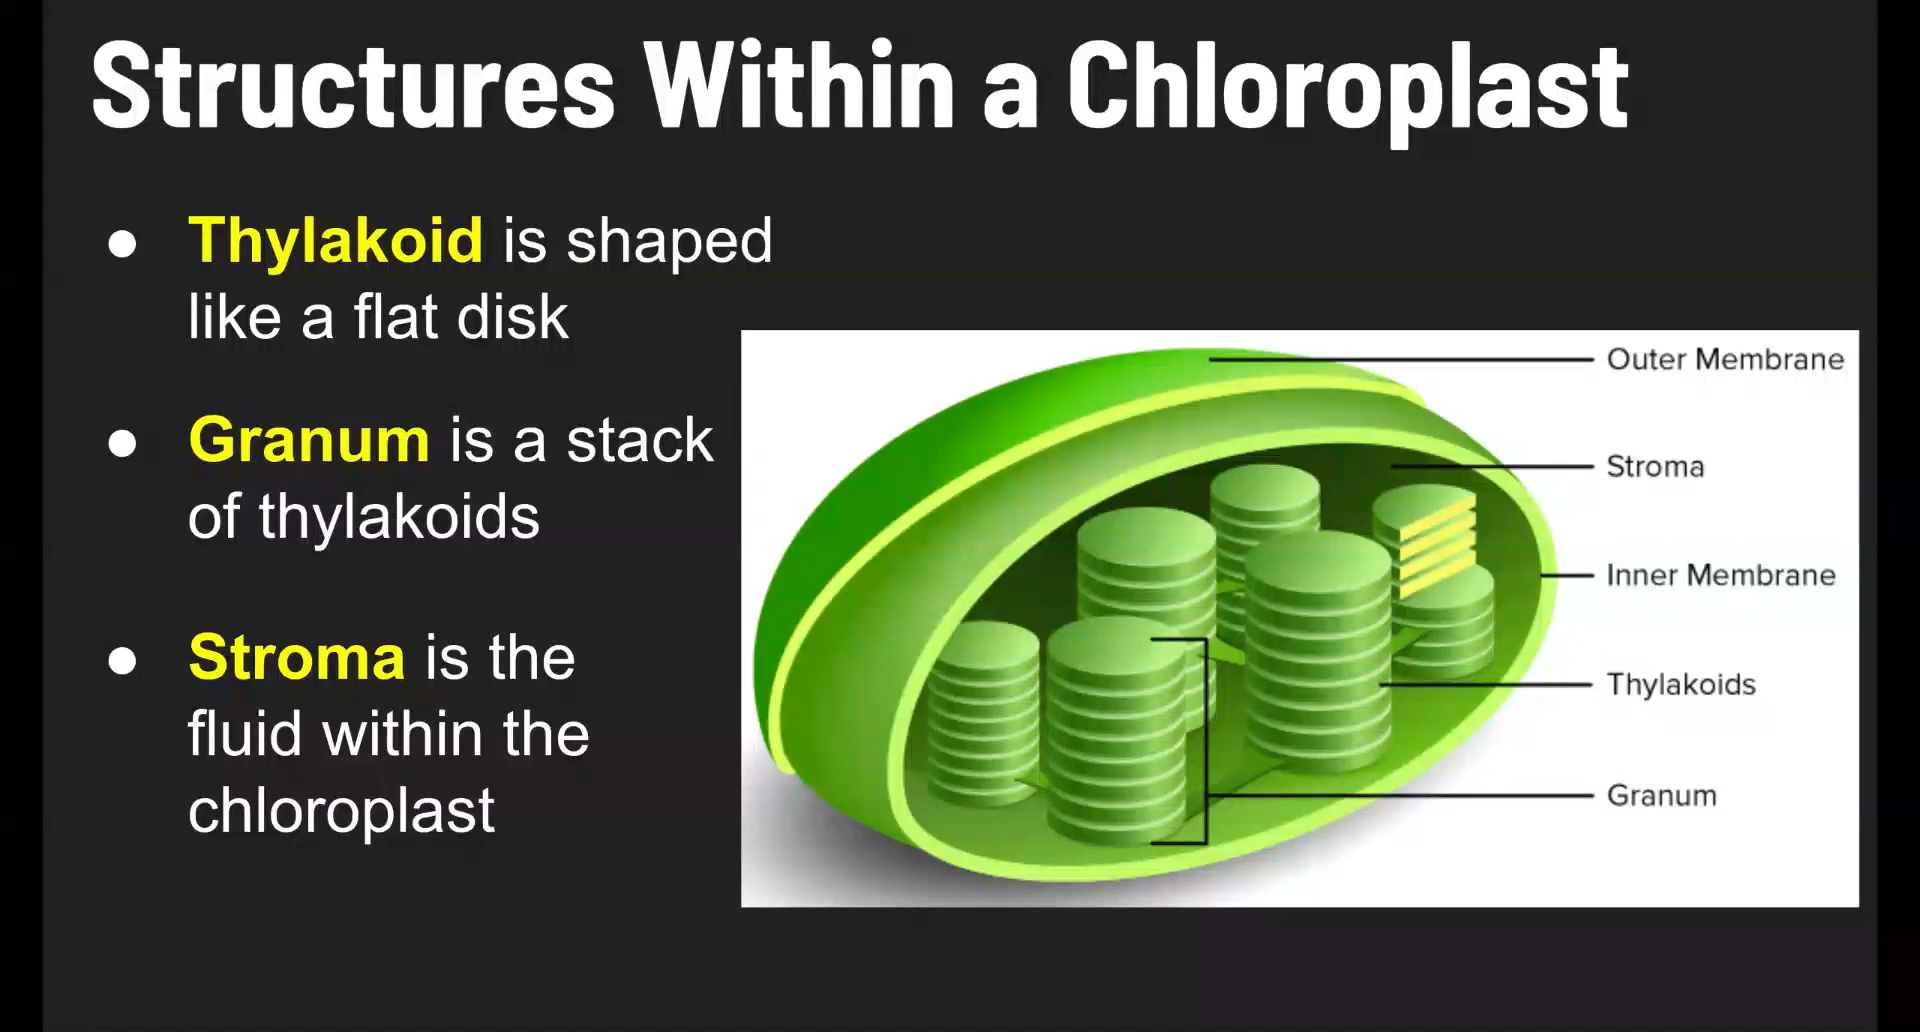 Structures Within a Chloroplast
● Thylakoid is shaped
like a flat disk
● Granum is a stack
of thylakoids
● Stroma is the
fluid within the
chloroplast
Outer Membrane
Stroma
Inner Membrane
Thylakoids
Granum